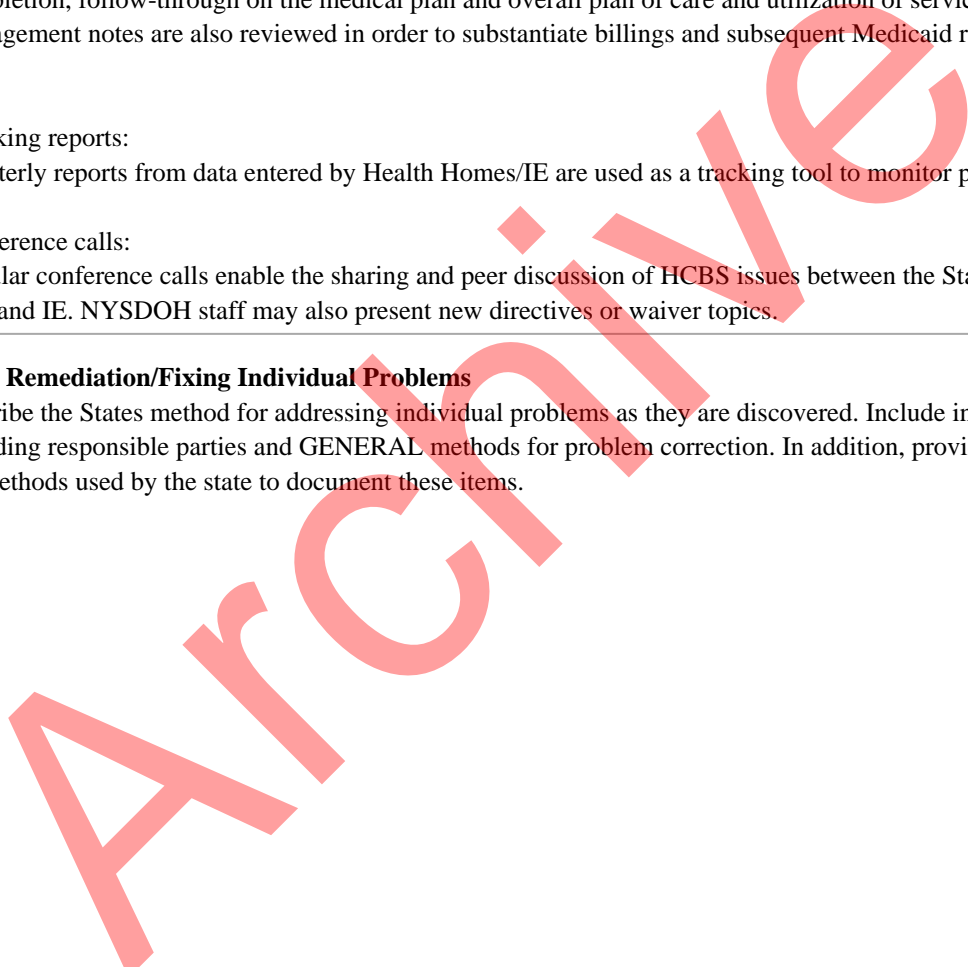 pletion, follow-through on the medical plan and overall plan of care and utilization of servic
agement notes are also reviewed in order to substantiate billings and subsequent Medicaid r
king reports:
terly reports from data entered by Health Homes/IE are used as a tracking tool to monitor p
erence calls:
lar conference calls enable the sharing and peer discussion of HCBS issues between the Sta
and IE. NYSDOH staff may also present new directives or waiver topics.
Remediation/Fixing Individual Problems
ribe the States method for addressing individual problems as they are discovered. Include in
ding responsible parties and GENERAL methods for problem correction. In addition, provi
ethods used by the state to document these items.
Archive